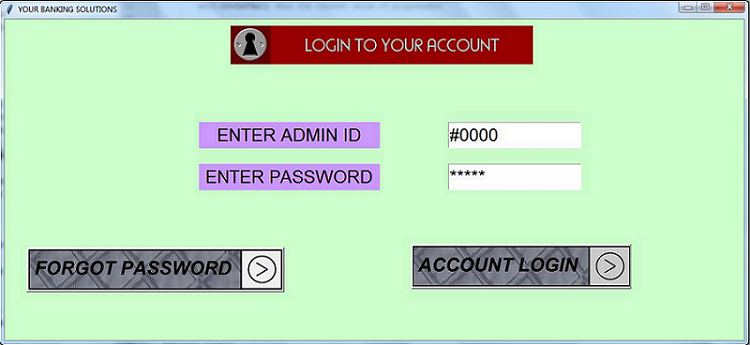 YOUR BANKING SOLUTIONS
LOGIN TO YOUR ACCOUNT
ENTER ADMIN ID #0000
ENTER PASSWORD *****
FORGOT PASSWORD ACCOUNT LOGIN